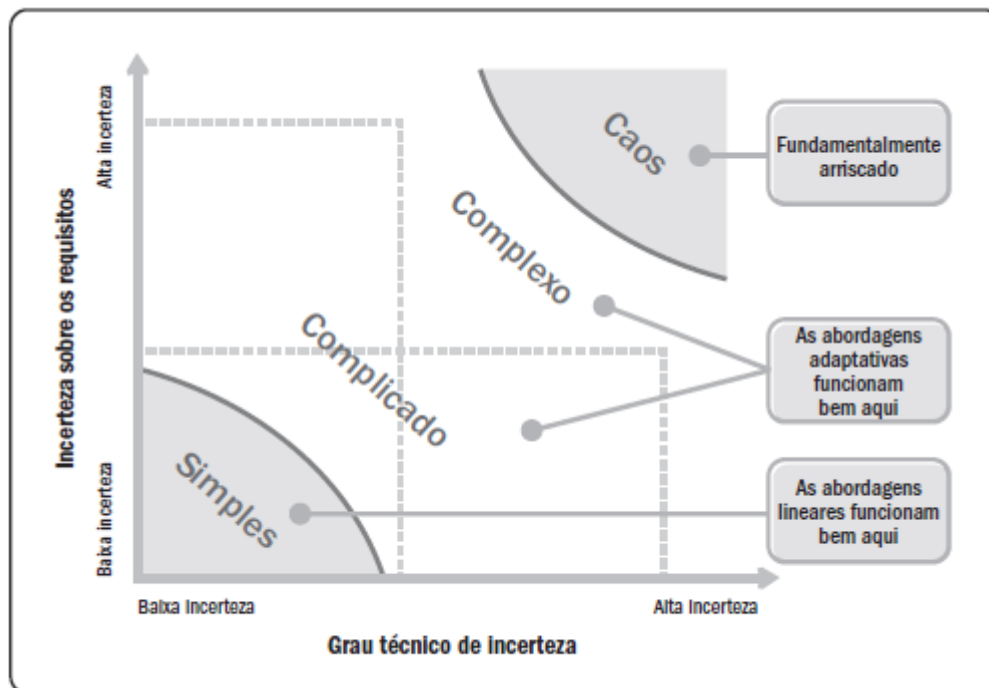 Incerteza sobre os requisitos
Alta incerteza
Baixa incerteza
Caos
Complexo
Complicado
Simples
Fundamentalmente
arriscado
As abordagens
adaptativas
funcionam
bem aqui
As abordagens
lineares funcionam
bem aqui
Baixa Incerteza
Alta Incerteza
Grau técnico de incerteza